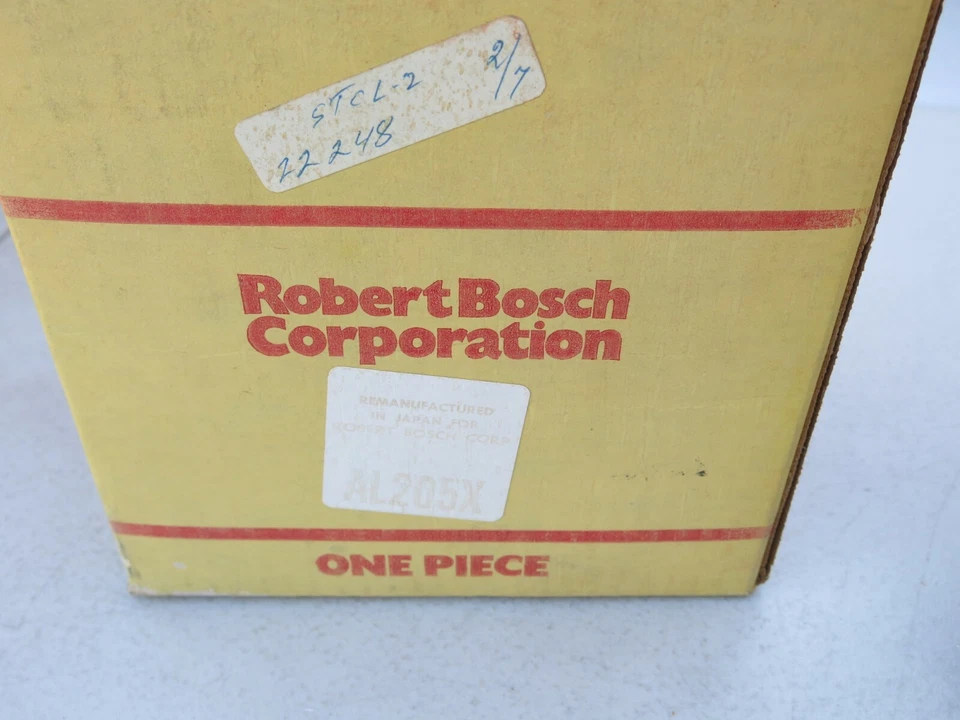 STCL-2 2/7
22248
Robert Bosch
Corporation
REMANUFACTURED
IN JAPAN FOR
ROBERT BOSCH CORP
AL205X
ONE PIECE